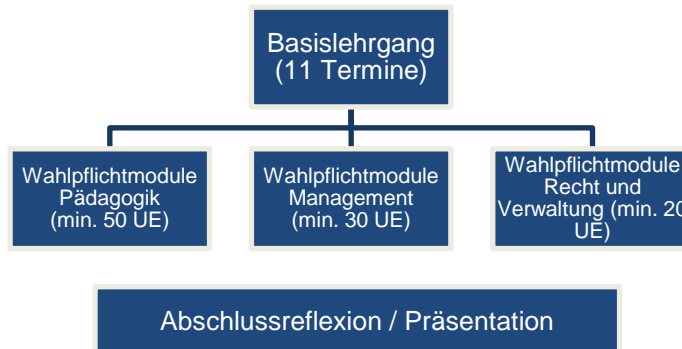 Basislehrgang
(11 Termine)
Wahlpflichtmodule
Pädagogik
(min. 50 UE)
Wahlpflichtmodule
Management
(min. 30 UE)
Wahlpflichtmodule
Recht und
Verwaltung (min. 20
UE)
Abschlussreflexion / Präsentation